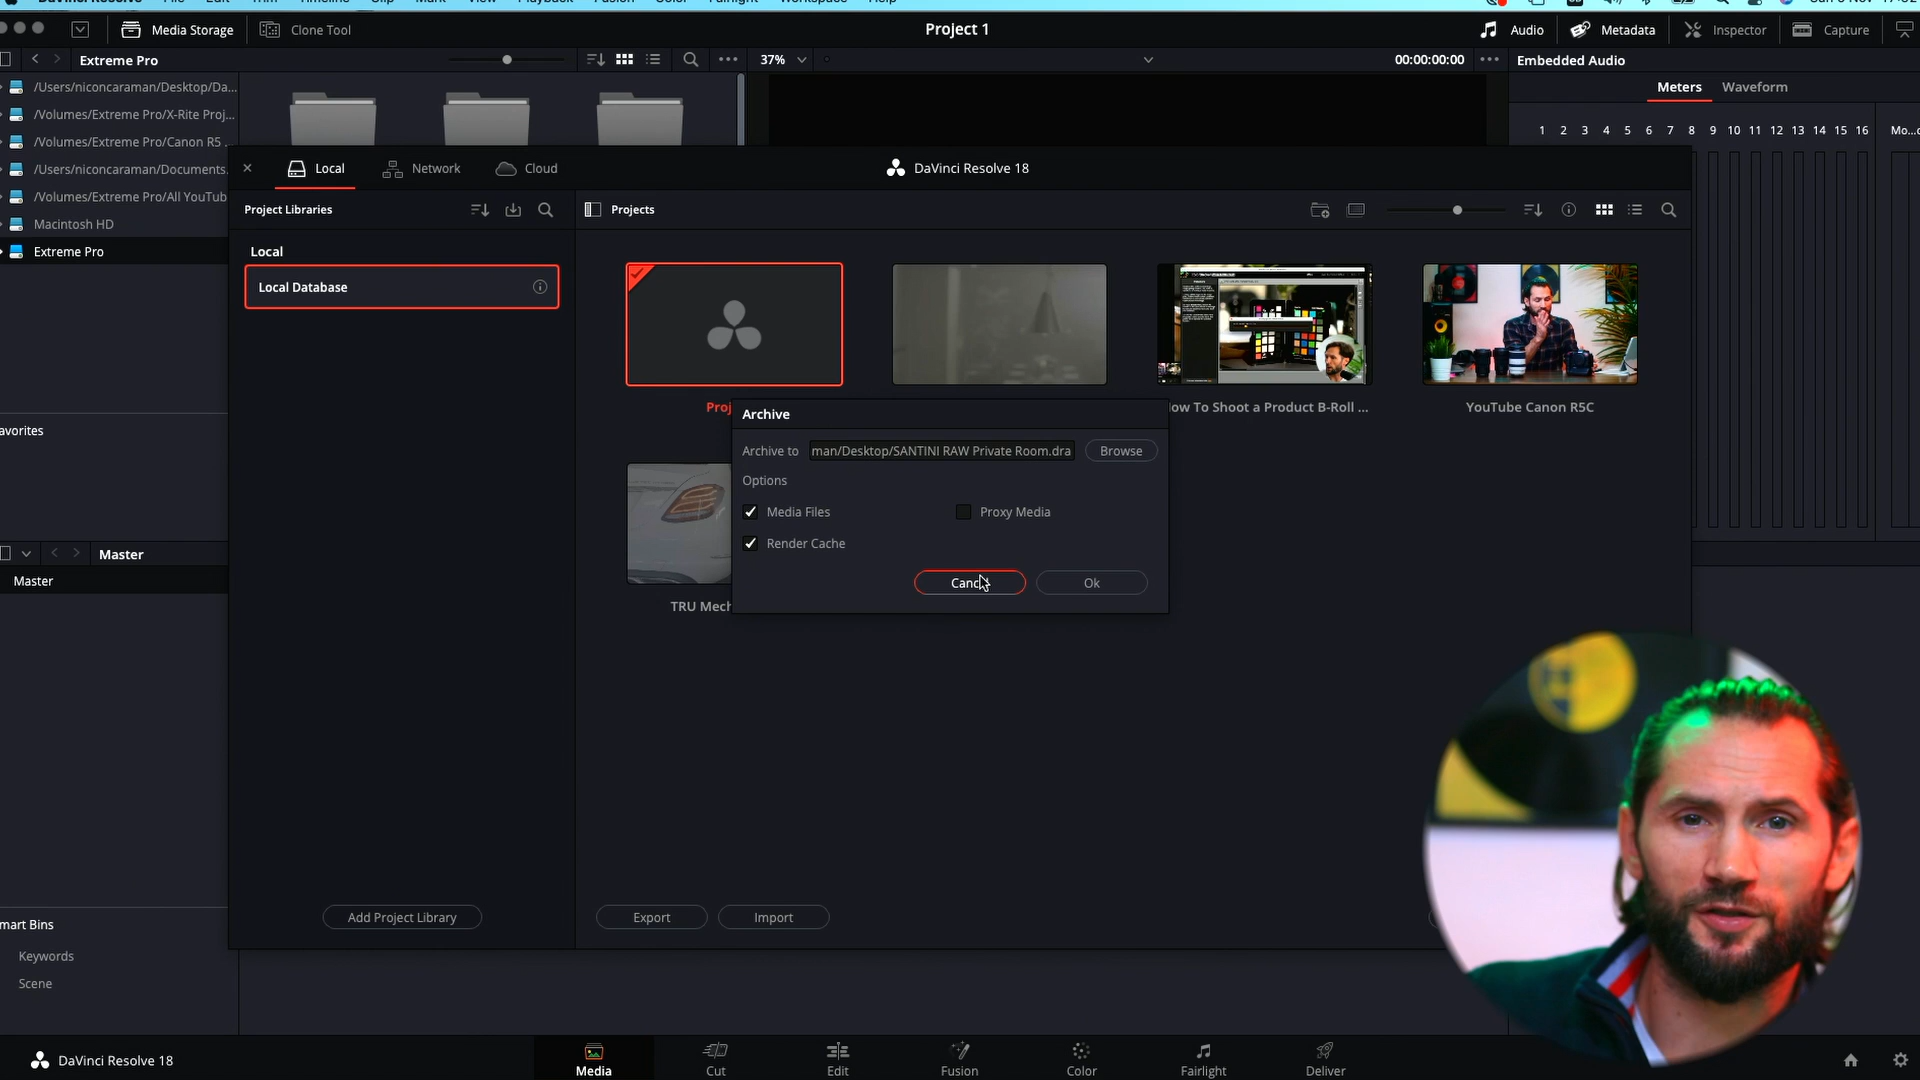 Media Storage
Clone Tool
Project 1
Audio
Metadata
Inspector
Capture
Extreme Pro
37%
00:00:00:00
Embedded Audio
/Users/niconcaraman/Desktop/Da...
/Volumes/Extreme Pro/X-Rite Proj...
/Volumes/Extreme Pro/Canon R5 ...
/Users/niconcaraman/Documents.
/Volumes/Extreme Pro/All YouTub
Macintosh HD
Extreme Pro
Meters
Waveform
1 2 3 4 5 6 7 8 9 10 11 12 13 14 15 16 Mo...
Local
Network
Cloud
DaVinci Resolve 18
Project Libraries
Projects
Local
Local Database
Proj
ow To Shoot a Product B-Roll ...
YouTube Canon R5C
TRU Mech
Archive
Archive to
man/Desktop/SANTINI RAW Private Room.dra
Browse
Options
Media Files
Proxy Media
Render Cache
Cancel
Ok
avorites
Master
Master
mart Bins
Keywords
Scene
Add Project Library
Export
Import
DaVinci Resolve 18
Media
Cut
Edit
Fusion
Color
Fairlight
Deliver